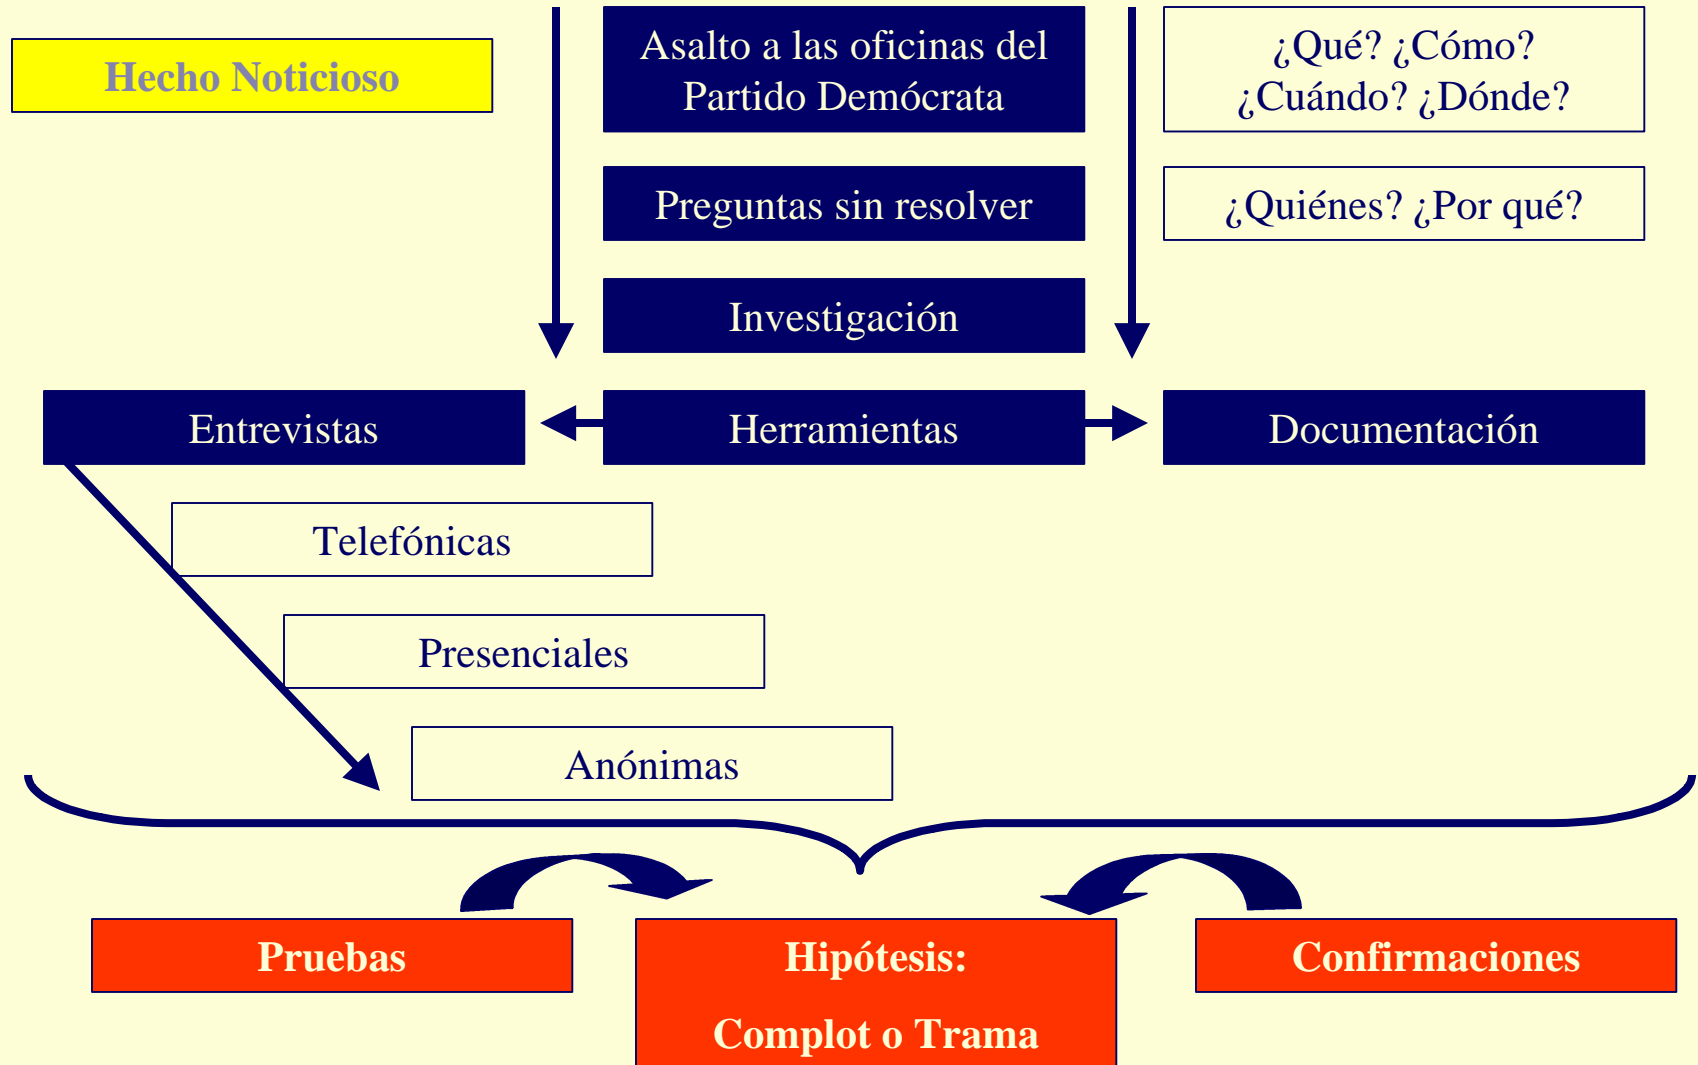 Hecho Noticioso
Asalto a las oficinas del
Partido Demócrata
¿Qué? ¿Cómo?
¿Cuándo? ¿Dónde?
Preguntas sin resolver
¿Quiénes? ¿Por qué?
Investigación
Entrevistas
Herramientas
Documentación
Telefónicas
Presenciales
Anónimas
Pruebas
Hipótesis:
Complot o Trama
Confirmaciones